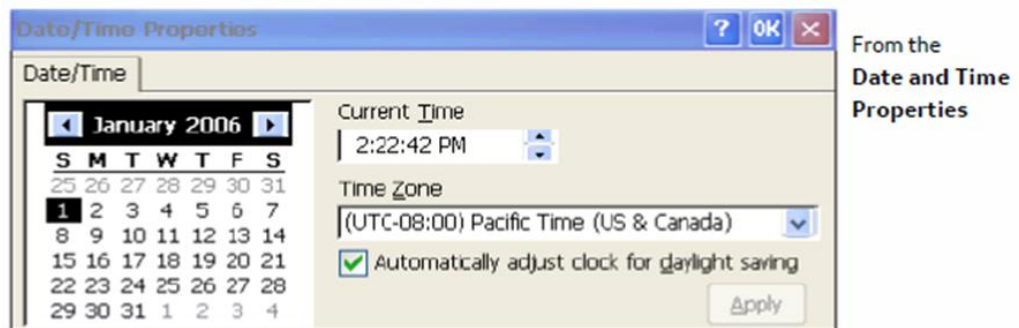 Date/Time Properties ? OK ×
Date/Time
January 2006
S M T W T F S
25 26 27 28 29 30 31
1 2 3 4 5 6 7
8 9 10 11 12 13 14
15 16 17 18 19 20 21
22 23 24 25 26 27 28
29 30 31 1 2 3 4
Current Time
2:22:42 PM
Time Zone
(UTC-08:00) Pacific Time (US & Canada)
Automatically adjust clock for daylight saving
Apply
From the
Date and Time
Properties